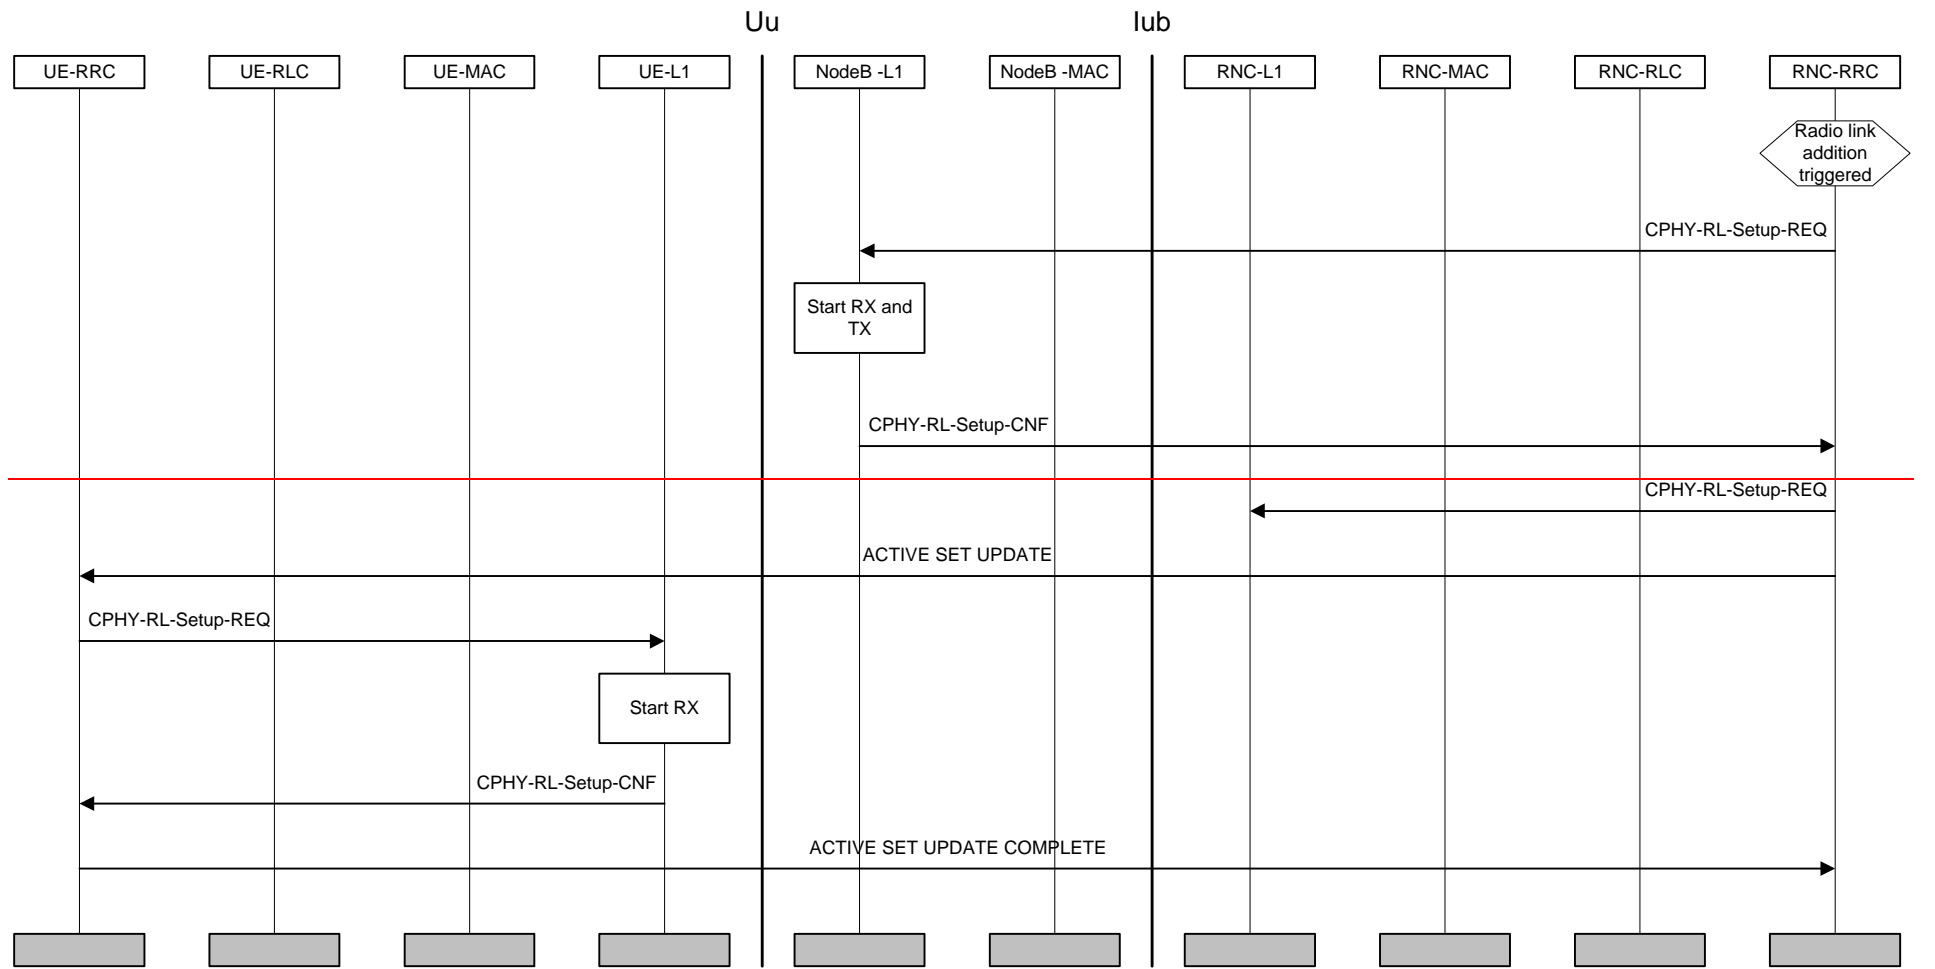 Uu
Iub
UE-RRC
UE-RLC
UE-MAC
UE-L1
NodeB -L1
NodeB -MAC
RNC-L1
RNC-MAC
RNC-RLC
RNC-RRC
Radio link
addition
triggered
CPHY-RL-Setup-REQ
Start RX and
TX
CPHY-RL-Setup-CNF
CPHY-RL-Setup-REQ
ACTIVE SET UPDATE
CPHY-RL-Setup-REQ
Start RX
CPHY-RL-Setup-CNF
ACTIVE SET UPDATE COMPLETE